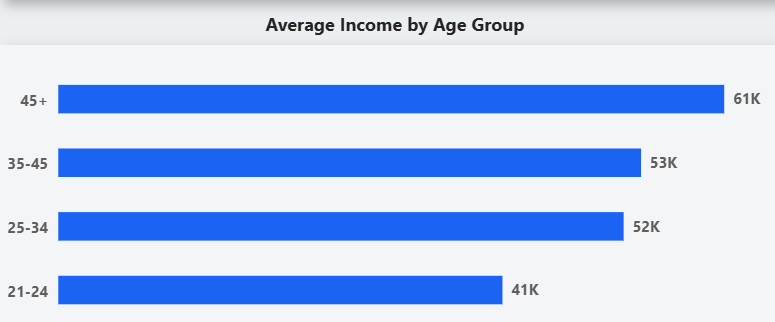 Average Income by Age Group
45+ 61K
35-45 53K
25-34 52K
21-24 41K